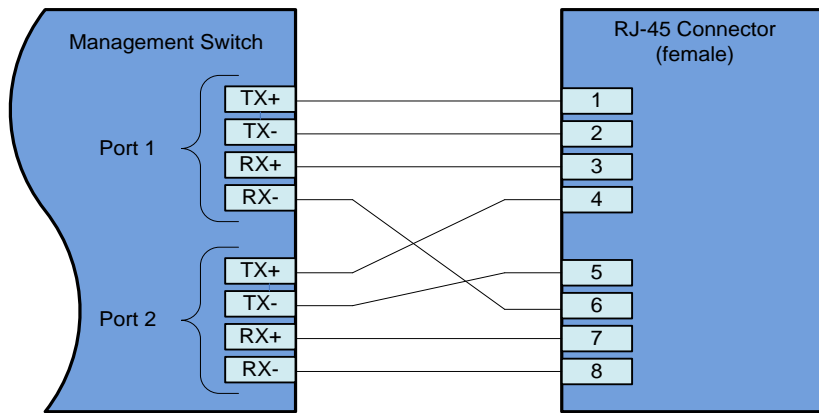 Management Switch
Port 1
TX+
TX-
RX+
RX-
Port 2
TX+
TX-
RX+
RX-
RJ-45 Connector
(female)
1
2
3
4
5
6
7
8